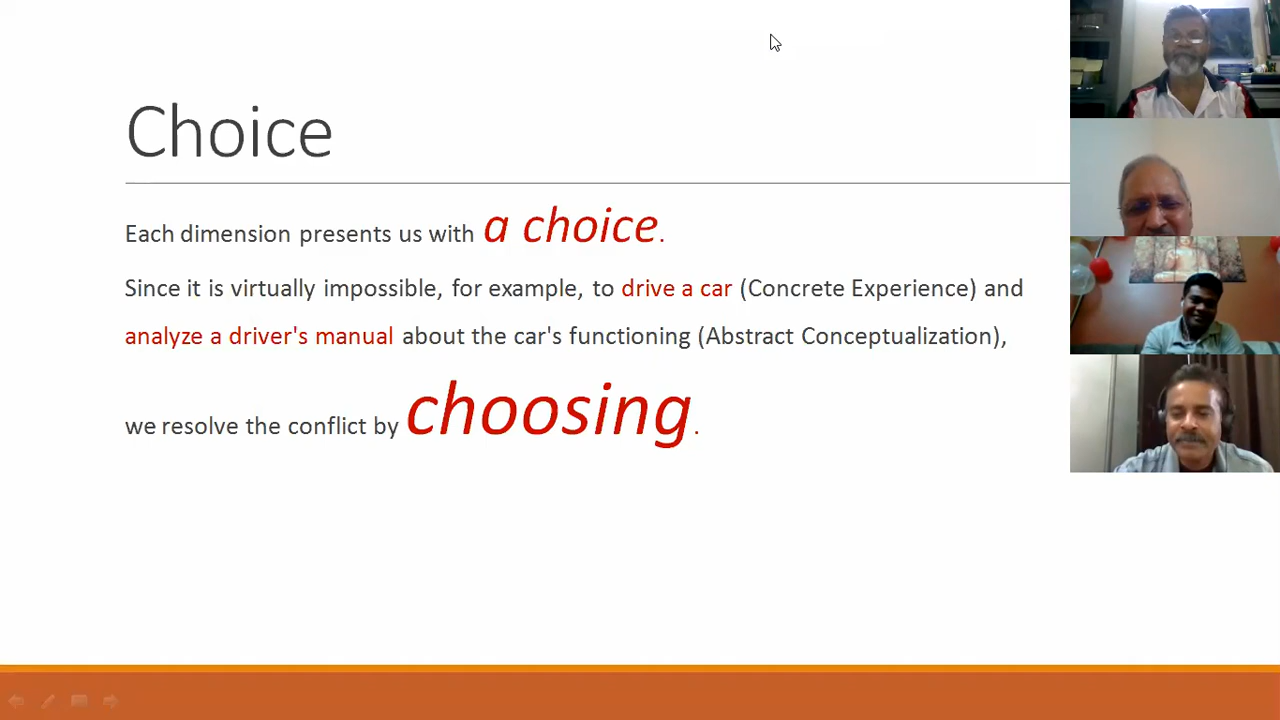 Choice
Each dimension presents us with a choice.
Since it is virtually impossible, for example, to drive a car (Concrete Experience) and
analyze a driver's manual about the car's functioning (Abstract Conceptualization),
we resolve the conflict by choosing.